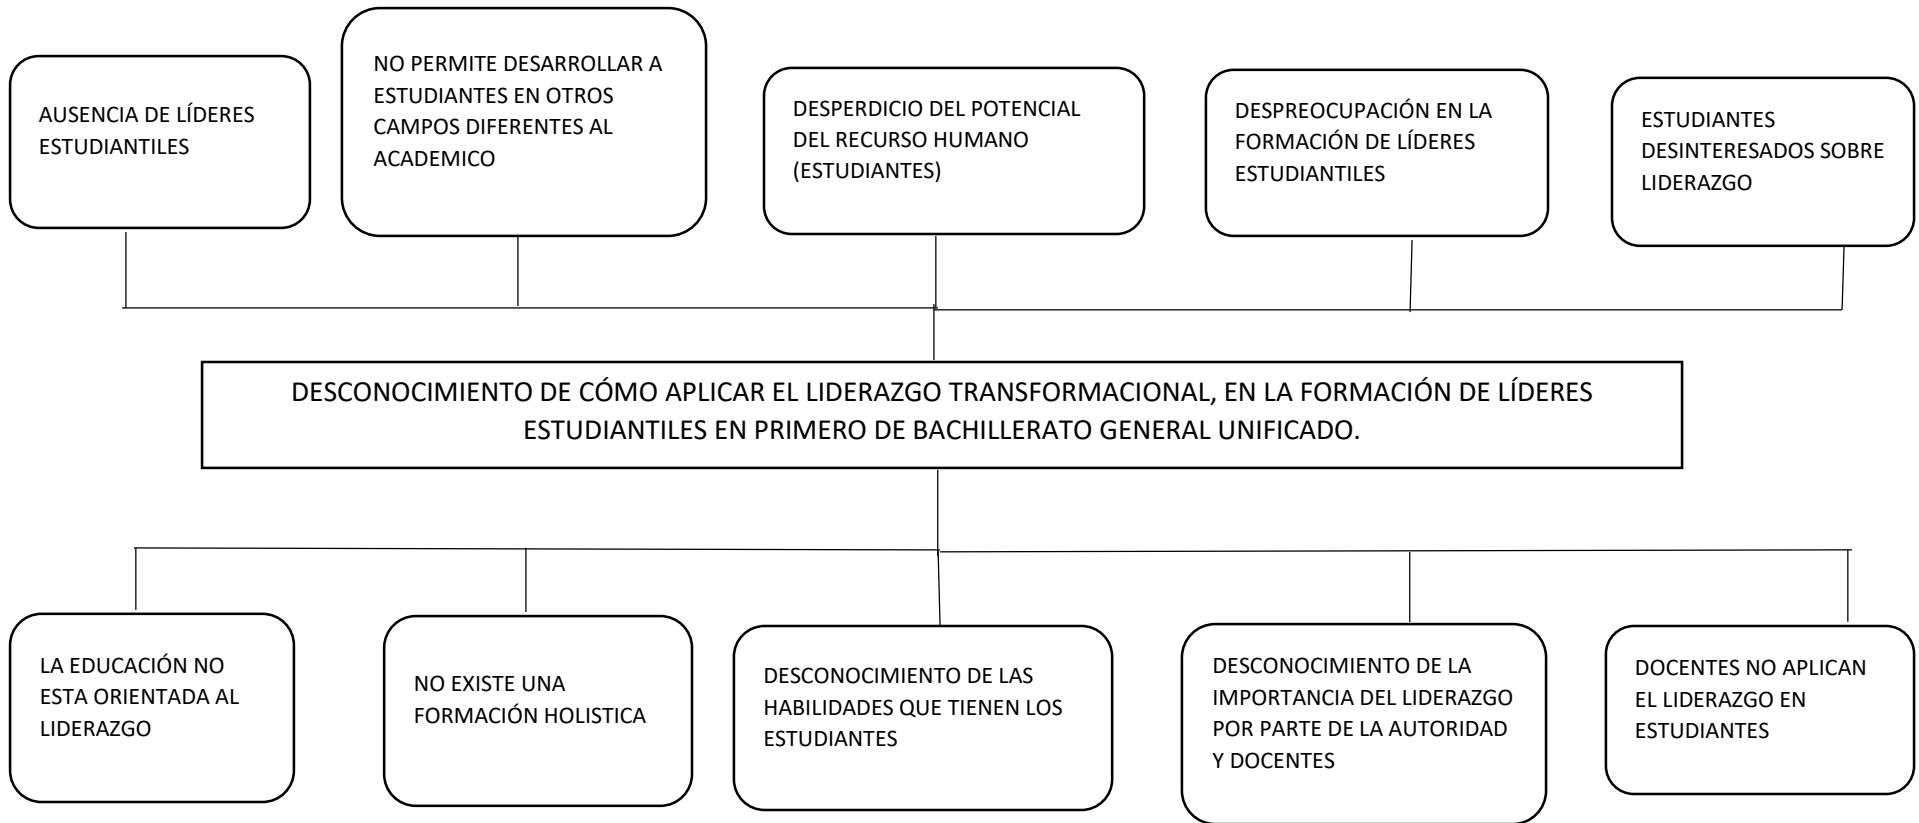 AUSENCIA DE LÍDERES
ESTUDIANTILES
NO PERMITE DESARROLLAR A
ESTUDIANTES EN OTROS
CAMPOS DIFERENTES AL
ACADEMICO
DESPERDICIO DEL POTENCIAL
DEL RECURSO HUMANO
(ESTUDIANTES)
DESPREOCUPACIÓN EN LA
FORMACIÓN DE LÍDERES
ESTUDIANTILES
ESTUDIANTES
DESINTERESADOS SOBRE
LIDERAZGO
DESCONOCIMIENTO DE CÓMO APLICAR EL LIDERAZGO TRANSFORMACIONAL, EN LA FORMACIÓN DE LÍDERES
ESTUDIANTILES EN PRIMERO DE BACHILLERATO GENERAL UNIFICADO.
LA EDUCACIÓN NO
ESTA ORIENTADA AL
LIDERAZGO
NO EXISTE UNA
FORMACIÓN HOLISTICA
DESCONOCIMIENTO DE LAS
HABILIDADES QUE TIENEN LOS
ESTUDIANTES
DESCONOCIMIENTO DE LA
IMPORTANCIA DEL LIDERAZGO
POR PARTE DE LA AUTORIDAD
Y DOCENTES
DOCENTES NO APLICAN
EL LIDERAZGO EN
ESTUDIANTES